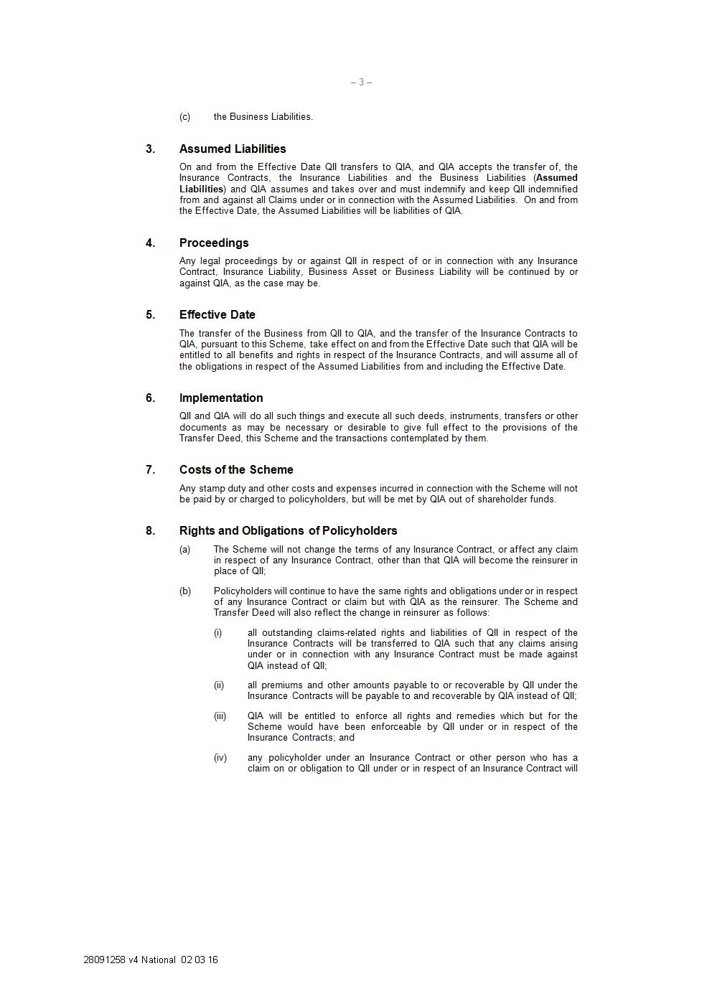 – 3 –
(c) the Business Liabilities.
3. Assumed Liabilities
On and from the Effective Date QII transfers to QIA, and QIA accepts the transfer of, the
Insurance Contracts, the Insurance Liabilities and the Business Liabilities (Assumed
Liabilities) and QIA assumes and takes over and must indemnify and keep QII indemnified
from and against all Claims under or in connection with the Assumed Liabilities. On and from
the Effective Date, the Assumed Liabilities will be liabilities of QIA.
4. Proceedings
Any legal proceedings by or against QII in respect of or in connection with any Insurance
Contract, Insurance Liability, Business Asset or Business Liability will be continued by or
against QIA, as the case may be.
5. Effective Date
The transfer of the Business from QII to QIA, and the transfer of the Insurance Contracts to
QIA, pursuant to this Scheme, take effect on and from the Effective Date such that QIA will be
entitled to all benefits and rights in respect of the Insurance Contracts, and will assume all of
the obligations in respect of the Assumed Liabilities from and including the Effective Date.
6. Implementation
QII and QIA will do all such things and execute all such deeds, instruments, transfers or other
documents as may be necessary or desirable to give full effect to the provisions of the
Transfer Deed, this Scheme and the transactions contemplated by them.
7. Costs of the Scheme
Any stamp duty and other costs and expenses incurred in connection with the Scheme will not
be paid by or charged to policyholders, but will be met by QIA out of shareholder funds.
8. Rights and Obligations of Policyholders
(a) The Scheme will not change the terms of any Insurance Contract, or affect any claim
in respect of any Insurance Contract, other than that QIA will become the reinsurer in
place of QII;
(b) Policyholders will continue to have the same rights and obligations under or in respect
of any Insurance Contract or claim but with QIA as the reinsurer. The Scheme and
Transfer Deed will also reflect the change in reinsurer as follows:
(i) all outstanding claims-related rights and liabilities of QII in respect of the
Insurance Contracts will be transferred to QIA such that any claims arising
under or in connection with any Insurance Contract must be made against
QIA instead of QII;
(ii) all premiums and other amounts payable to or recoverable by QII under the
Insurance Contracts will be payable to and recoverable by QIA instead of QII;
(iii) QIA will be entitled to enforce all rights and remedies which but for the
Scheme would have been enforceable by QII under or in respect of the
Insurance Contracts; and
(iv) any policyholder under an Insurance Contract or other person who has a
claim on or obligation to QII under or in respect of an Insurance Contract will
28091258 v4 National 02 03 16